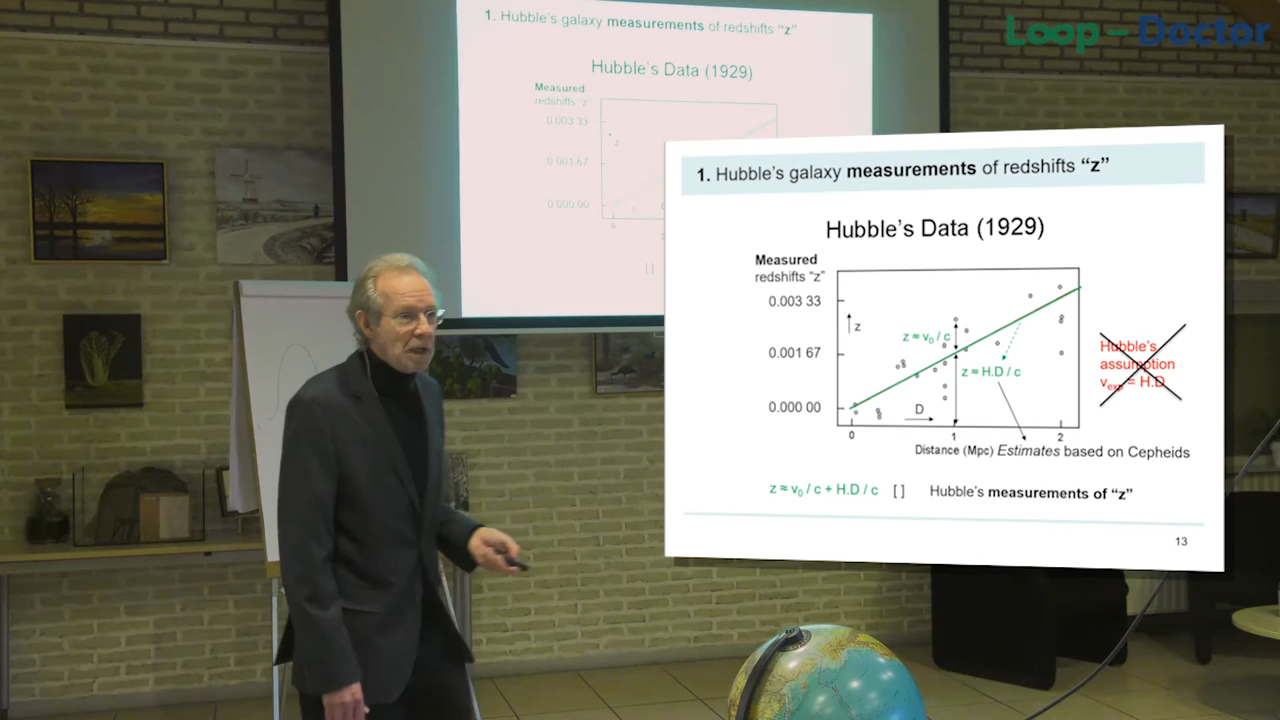 Loop – Doctor
1. Hubble's galaxy measurements of redshifts “z”
Hubble's Data (1929)
Measured
redshifts “z
0.003 33
z
0.001 67
0.000 00
0
[ ]
1. Hubble's galaxy measurements of redshifts “z”
Hubble's Data (1929)
Measured
redshifts “z”
0.003 33
z
z ≈ v₀ / c
0.001 67
z ≈ H.D / c
Hubble's
assumption
v_exp = H.D
D
0.000 00
0 1 2
Distance (Mpc) Estimates based on Cepheids
z ≈ v₀ / c + H.D / c [ ] Hubble's measurements of “z”
13